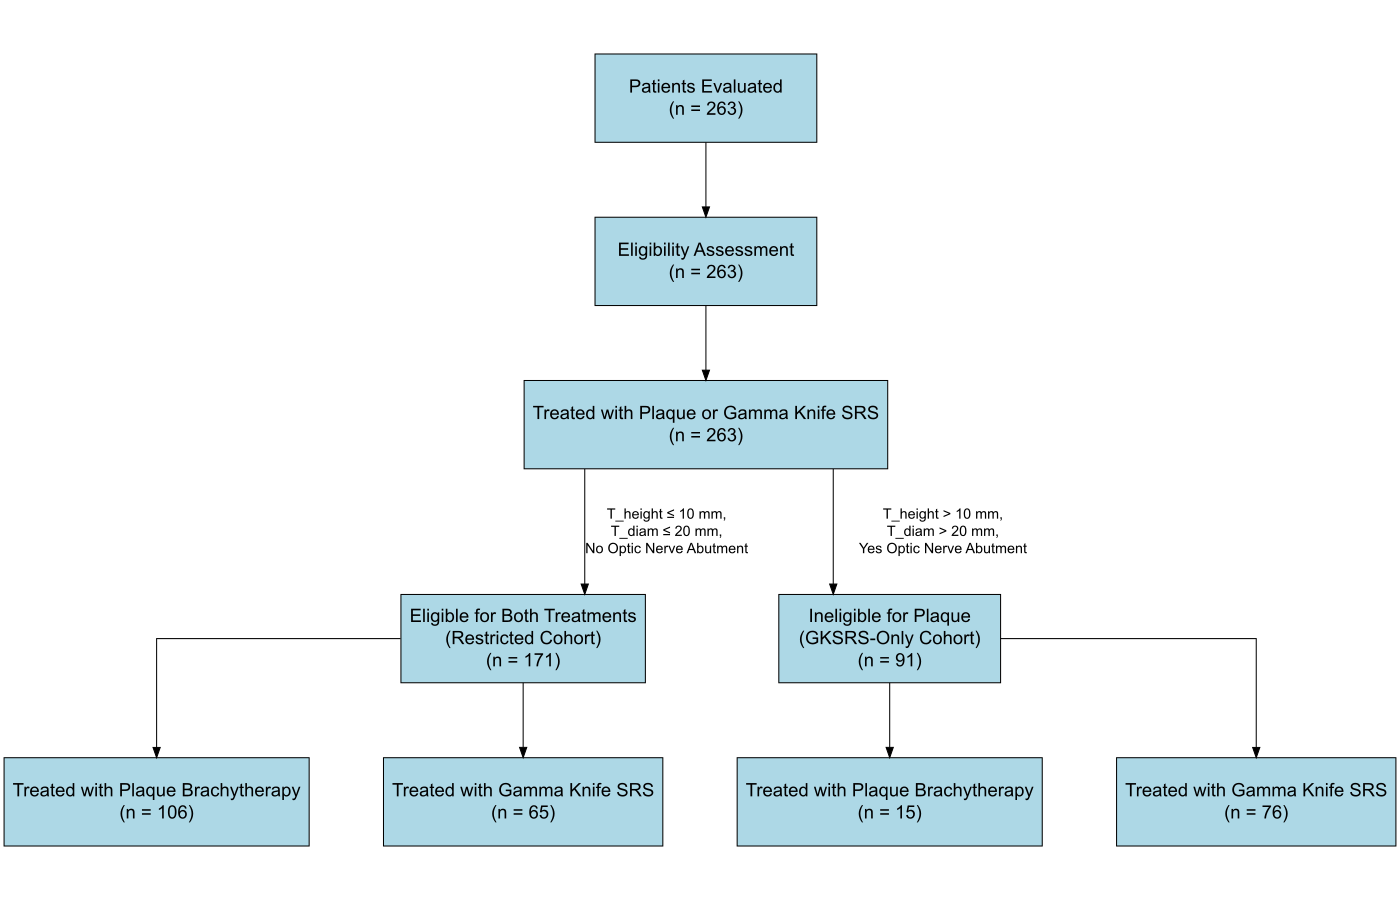 Patients Evaluated
(n = 263)
Eligibility Assessment
(n = 263)
Treated with Plaque or Gamma Knife SRS
(n = 263)
T_height ≤ 10 mm,
T_diam ≤ 20 mm,
No Optic Nerve Abutment
T_height > 10 mm,
T_diam > 20 mm,
Yes Optic Nerve Abutment
Eligible for Both Treatments
(Restricted Cohort)
(n = 171)
Ineligible for Plaque
(GKSRS-Only Cohort)
(n = 91)
Treated with Plaque Brachytherapy
(n = 106)
Treated with Gamma Knife SRS
(n = 65)
Treated with Plaque Brachytherapy
(n = 15)
Treated with Gamma Knife SRS
(n = 76)